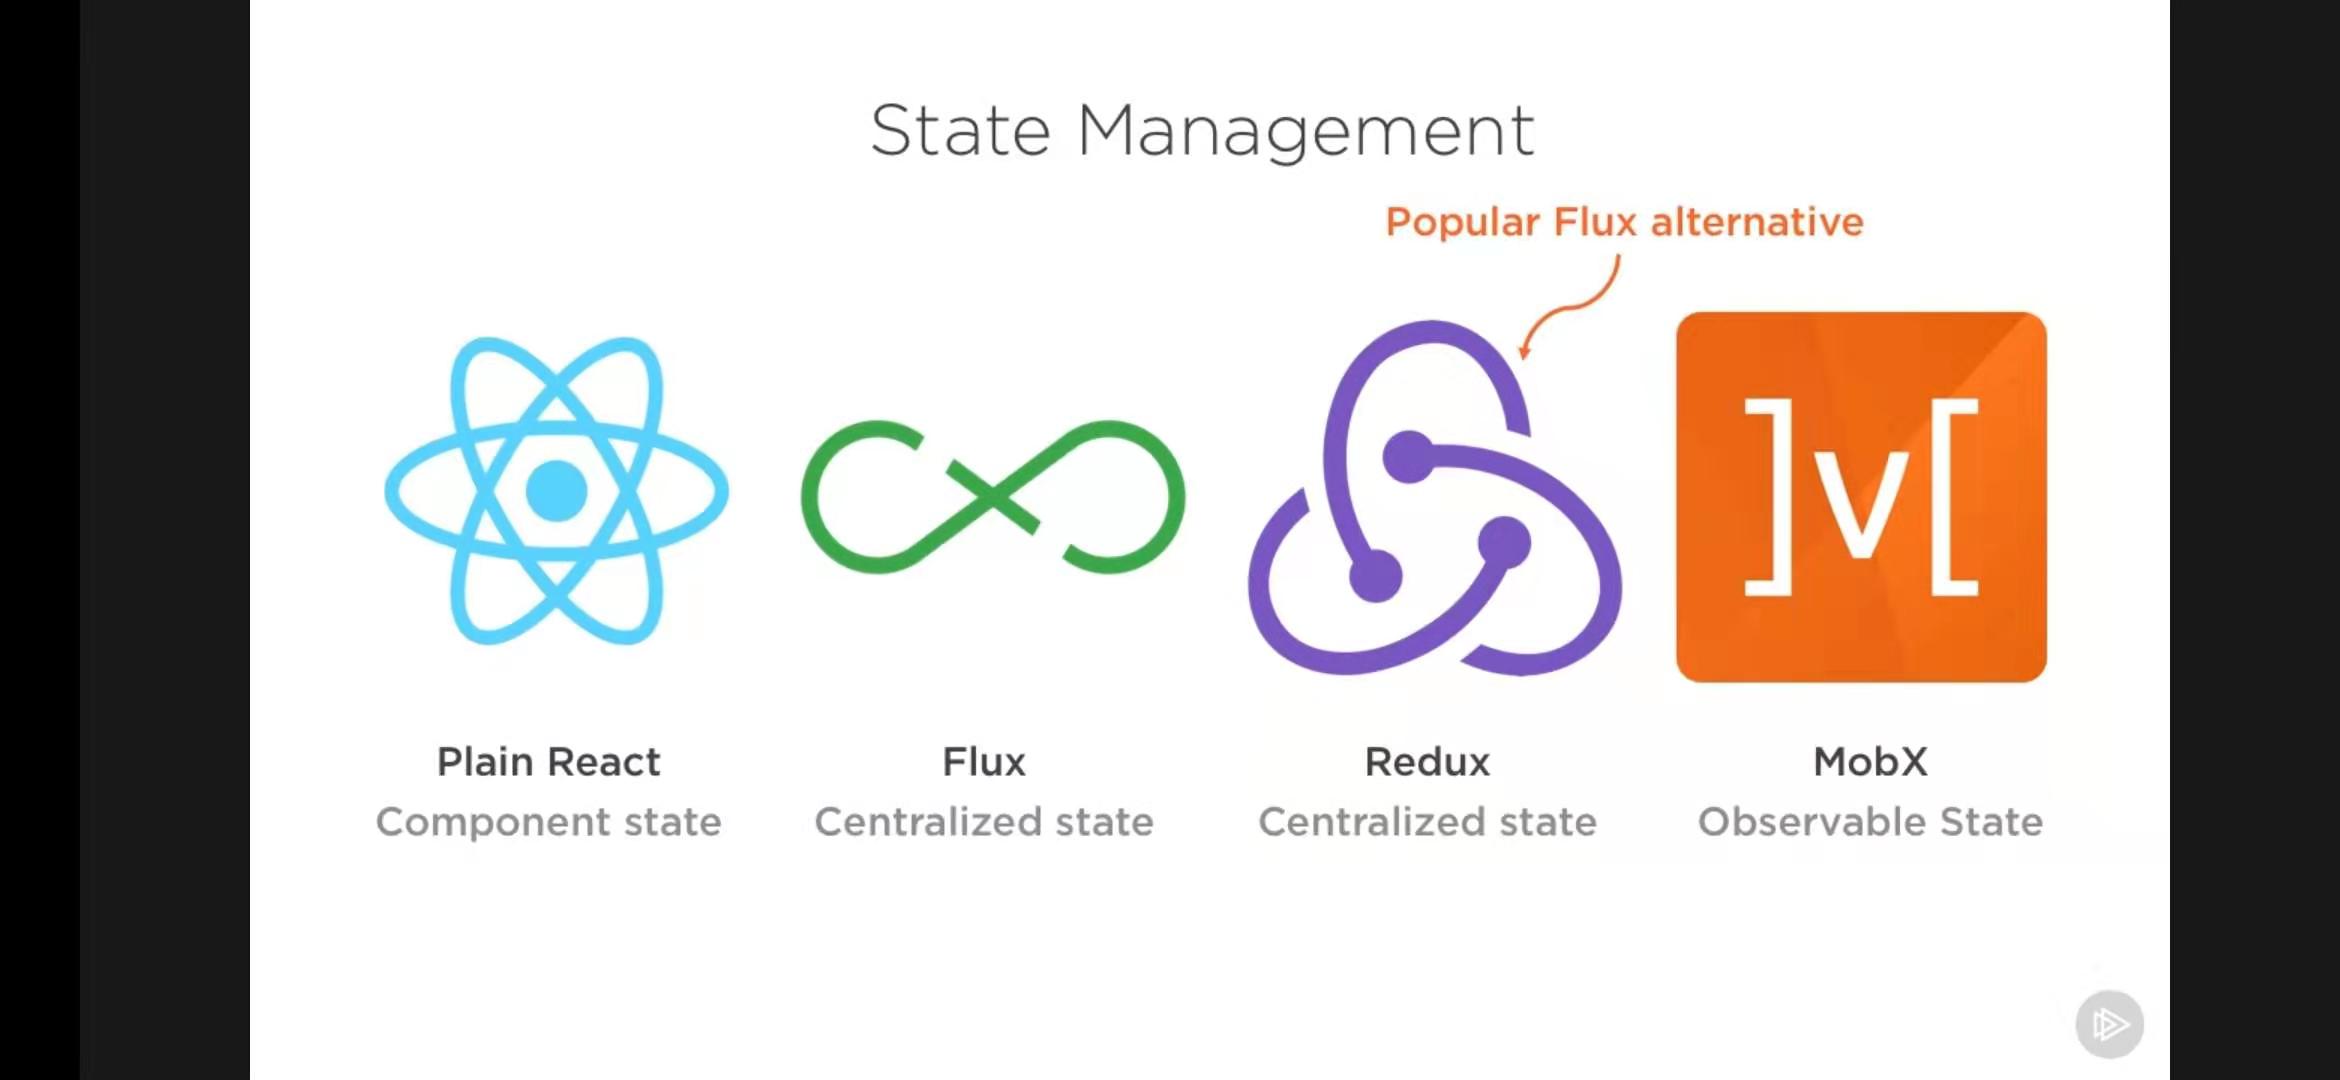 State Management
Popular Flux alternative
]v[
Plain React
Component state
Flux
Centralized state
Redux
Centralized state
MobX
Observable State